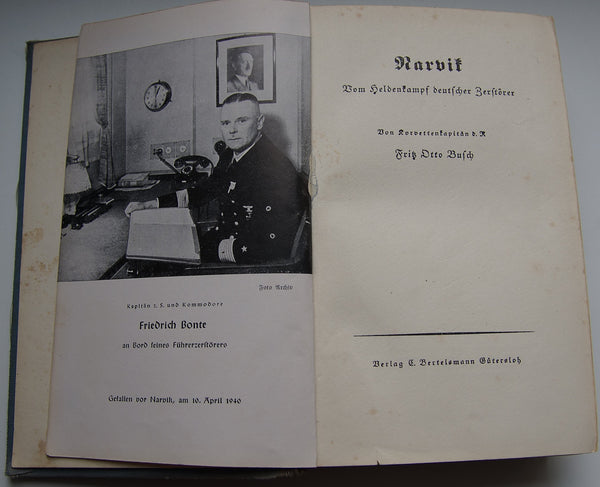 Foto Archiv
Kapitän z. S. und Kommodore
Friedrich Bonte
an Bord seines Führerzerstörers
Gefallen vor Narvik, am 10. April 1940
Narvik
Vom Heldenkampf deutscher Zerstörer
Von Korvettenkapitän d. R
Fritz Otto Busch
Verlag C. Bertelsmann Gütersloh